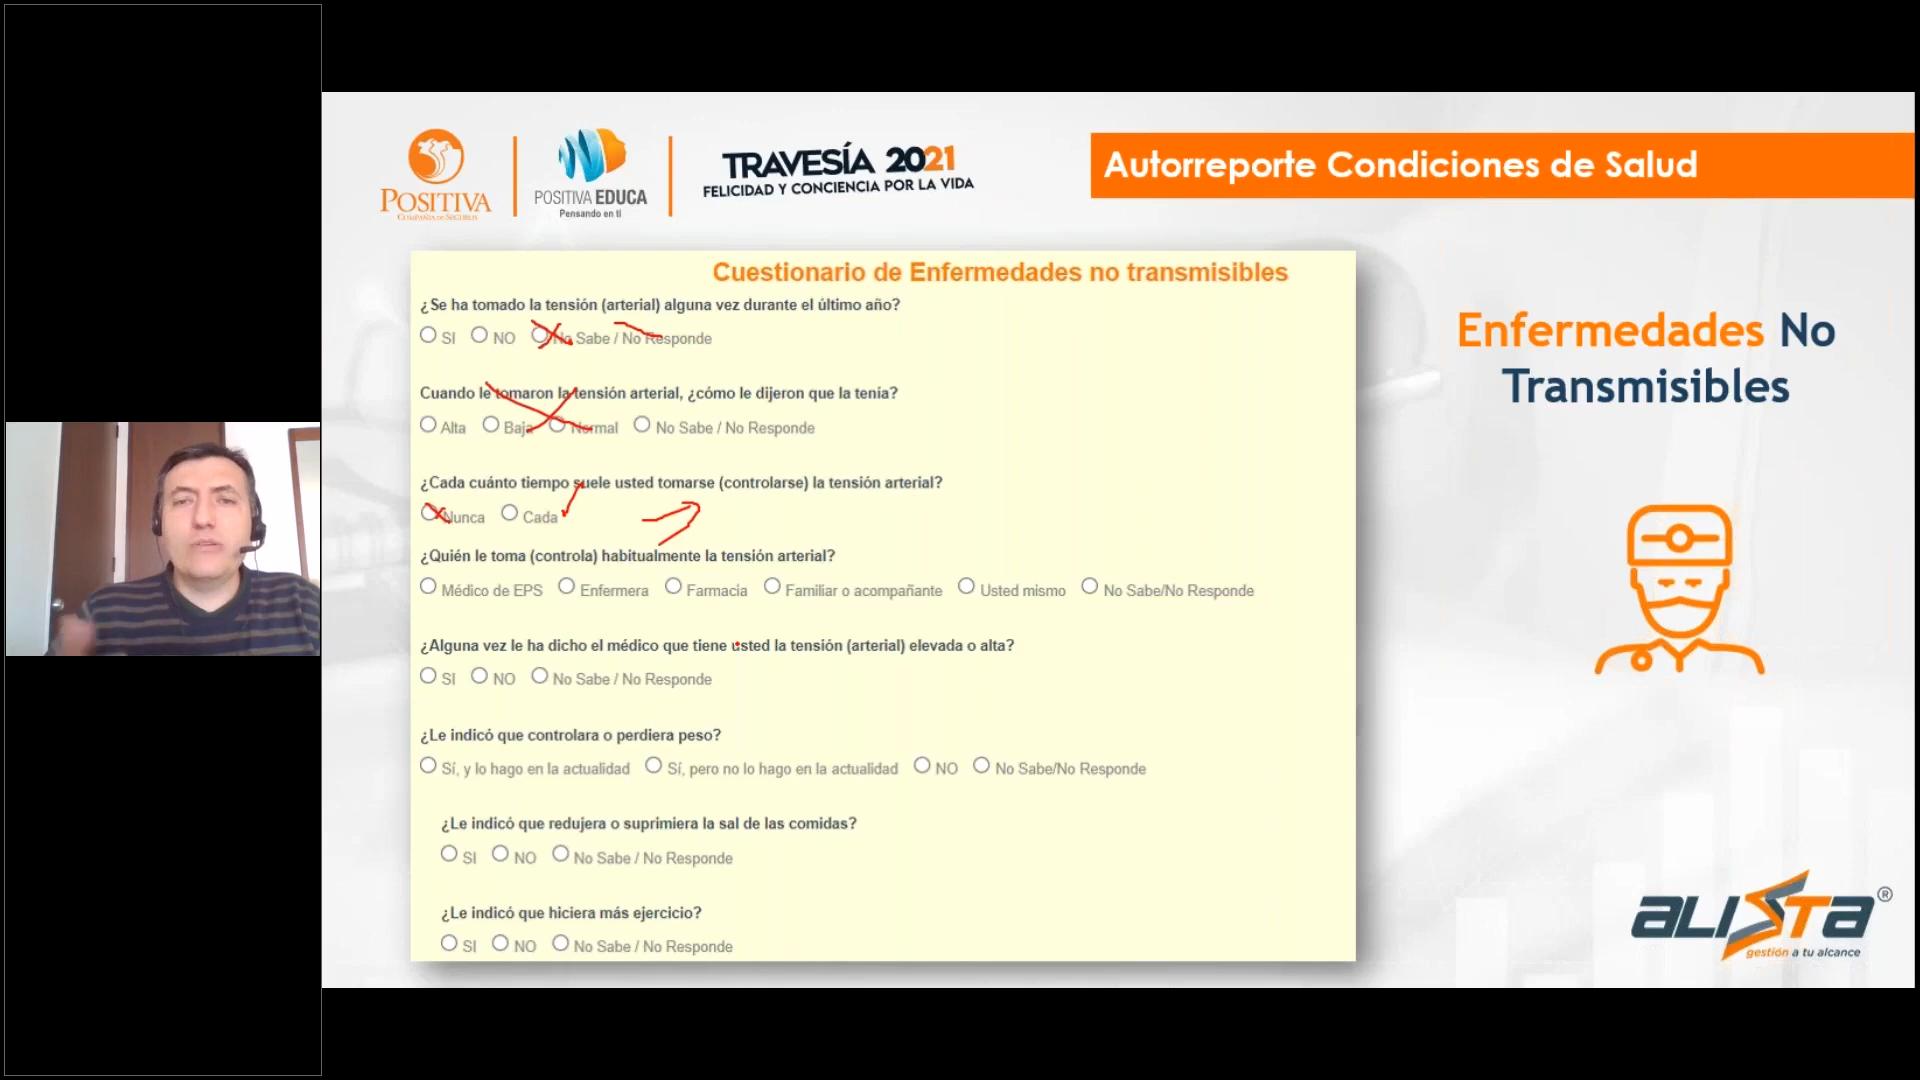 POSITIVA
COMPAÑÍA DE SEGUROS
POSITIVA EDUCA
Pensando en ti
TRAVESÍA 2021
FELICIDAD Y CONCIENCIA POR LA VIDA
Autorreporte Condiciones de Salud
Cuestionario de Enfermedades no transmisibles
¿Se ha tomado la tensión (arterial) alguna vez durante el último año?
SI NO No Sabe / No Responde
Cuando le tomaron la tensión arterial, ¿cómo le dijeron que la tenía?
Alta Baja Normal No Sabe / No Responde
¿Cada cuánto tiempo suele usted tomarse (controlarse) la tensión arterial?
Nunca Cada
¿Quién le toma (controla) habitualmente la tensión arterial?
Médico de EPS Enfermera Farmacia Familiar o acompañante Usted mismo No Sabe/No Responde
¿Alguna vez le ha dicho el médico que tiene usted la tensión (arterial) elevada o alta?
SI NO No Sabe / No Responde
¿Le indicó que controlara o perdiera peso?
Sí, y lo hago en la actualidad Sí, pero no lo hago en la actualidad NO No Sabe/No Responde
¿Le indicó que redujera o suprimiera la sal de las comidas?
SI NO No Sabe / No Responde
¿Le indicó que hiciera más ejercicio?
SI NO No Sabe / No Responde
Enfermedades No
Transmisibles
ALISTA®
gestión a tu alcance